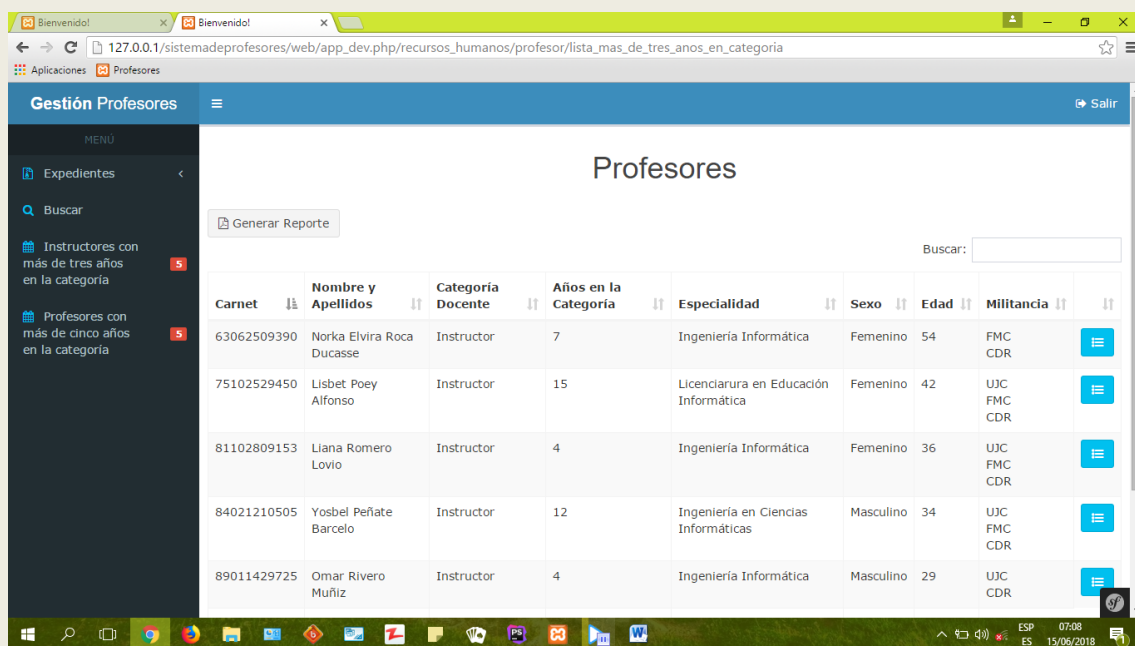 Bienvenido!
Bienvenido!
127.0.0.1/sistemadeprofesores/web/app_dev.php/recursos_humanos/profesor/lista_mas_de_tres_anos_en_categoria
Aplicaciones
Profesores
Gestión Profesores
Salir
MENÚ
Expedientes
Buscar
Instructores con
más de tres años
en la categoría
5
Profesores con
más de cinco años
en la categoría
5
Profesores
Generar Reporte
Buscar:
Carnet
Nombre y
Apellidos
Categoría
Docente
Años en la
Categoría
Especialidad
Sexo
Edad
Militancia
63062509390
Norka Elvira Roca
Ducasse
Instructor
7
Ingeniería Informática
Femenino
54
FMC
CDR
75102529450
Lisbet Poey
Alfonso
Instructor
15
Licenciarura en Educación
Informática
Femenino
42
UJC
FMC
CDR
81102809153
Liana Romero
Lovio
Instructor
4
Ingeniería Informática
Femenino
36
UJC
FMC
CDR
84021210505
Yosbel Peñate
Barcelo
Instructor
12
Ingeniería en Ciencias
Informáticas
Masculino
34
UJC
FMC
CDR
89011429725
Omar Rivero
Muñiz
Instructor
4
Ingeniería Informática
Masculino
29
UJC
CDR
sf
PS
W
ESP
ES
07:08
15/06/2018